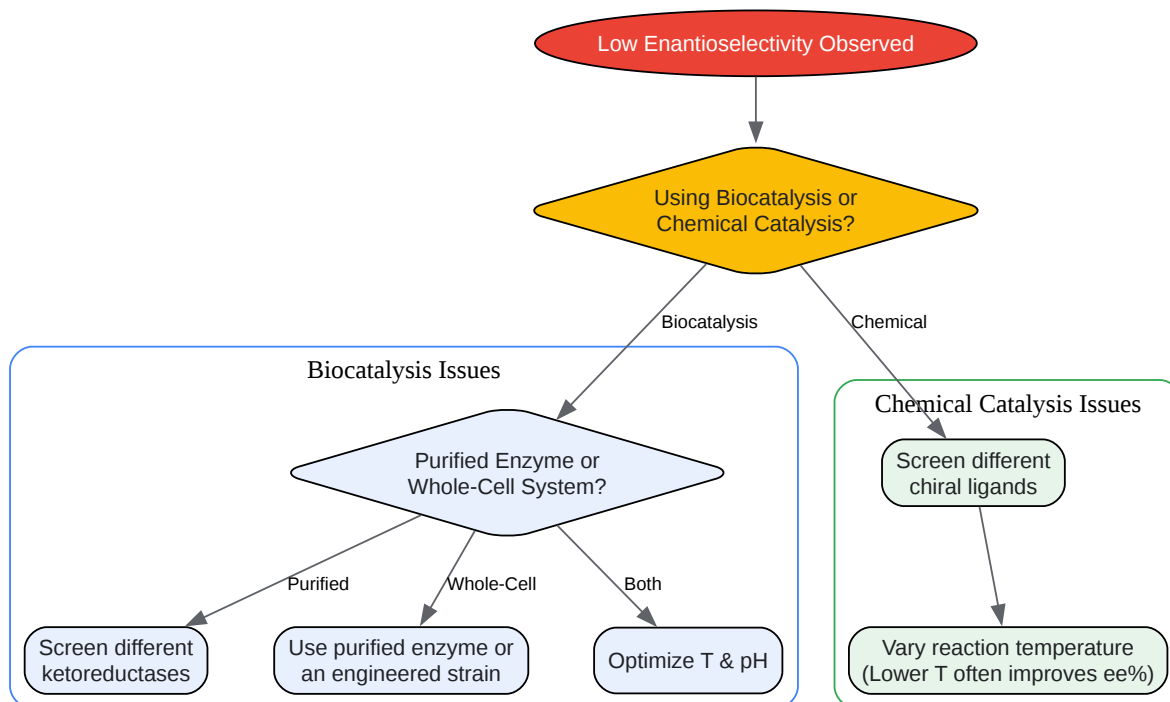 Low Enantioselectivity Observed
Using Biocatalysis or
Chemical Catalysis?
Biocatalysis
Chemical
Biocatalysis Issues
Purified Enzyme or
Whole-Cell System?
Purified
Whole-Cell
Both
Screen different
ketoreductases
Use purified enzyme or
an engineered strain
Optimize T & pH
Chemical Catalysis Issues
Screen different
chiral ligands
Vary reaction temperature
(Lower T often improves ee%)